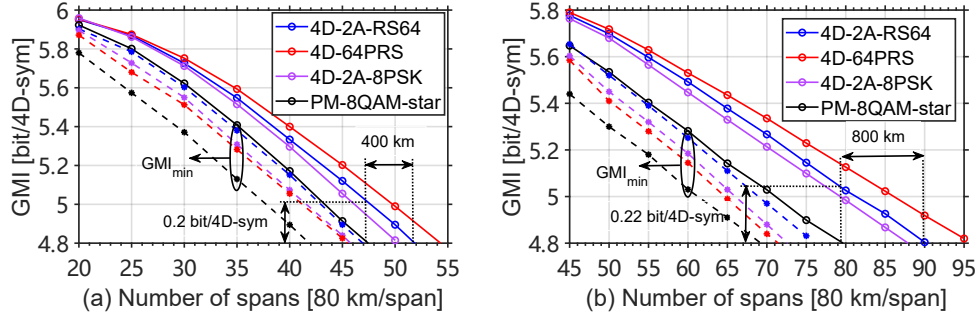 GMI [bit/4D-sym]
6
5.8
5.6
5.4
5.2
5
4.8
4D-2A-RS64
4D-64PRS
4D-2A-8PSK
PM-8QAM-star
400 km
GMI min
0.2 bit/4D-sym
20 25 30 35 40 45 50 55
(a) Number of spans [80 km/span]
GMI [bit/4D-sym]
5.8
5.6
5.4
5.2
5
4.8
4D-2A-RS64
4D-64PRS
4D-2A-8PSK
PM-8QAM-star
800 km
GMI min
0.22 bit/4D-sym
45 50 55 60 65 70 75 80 85 90 95
(b) Number of spans [80 km/span]